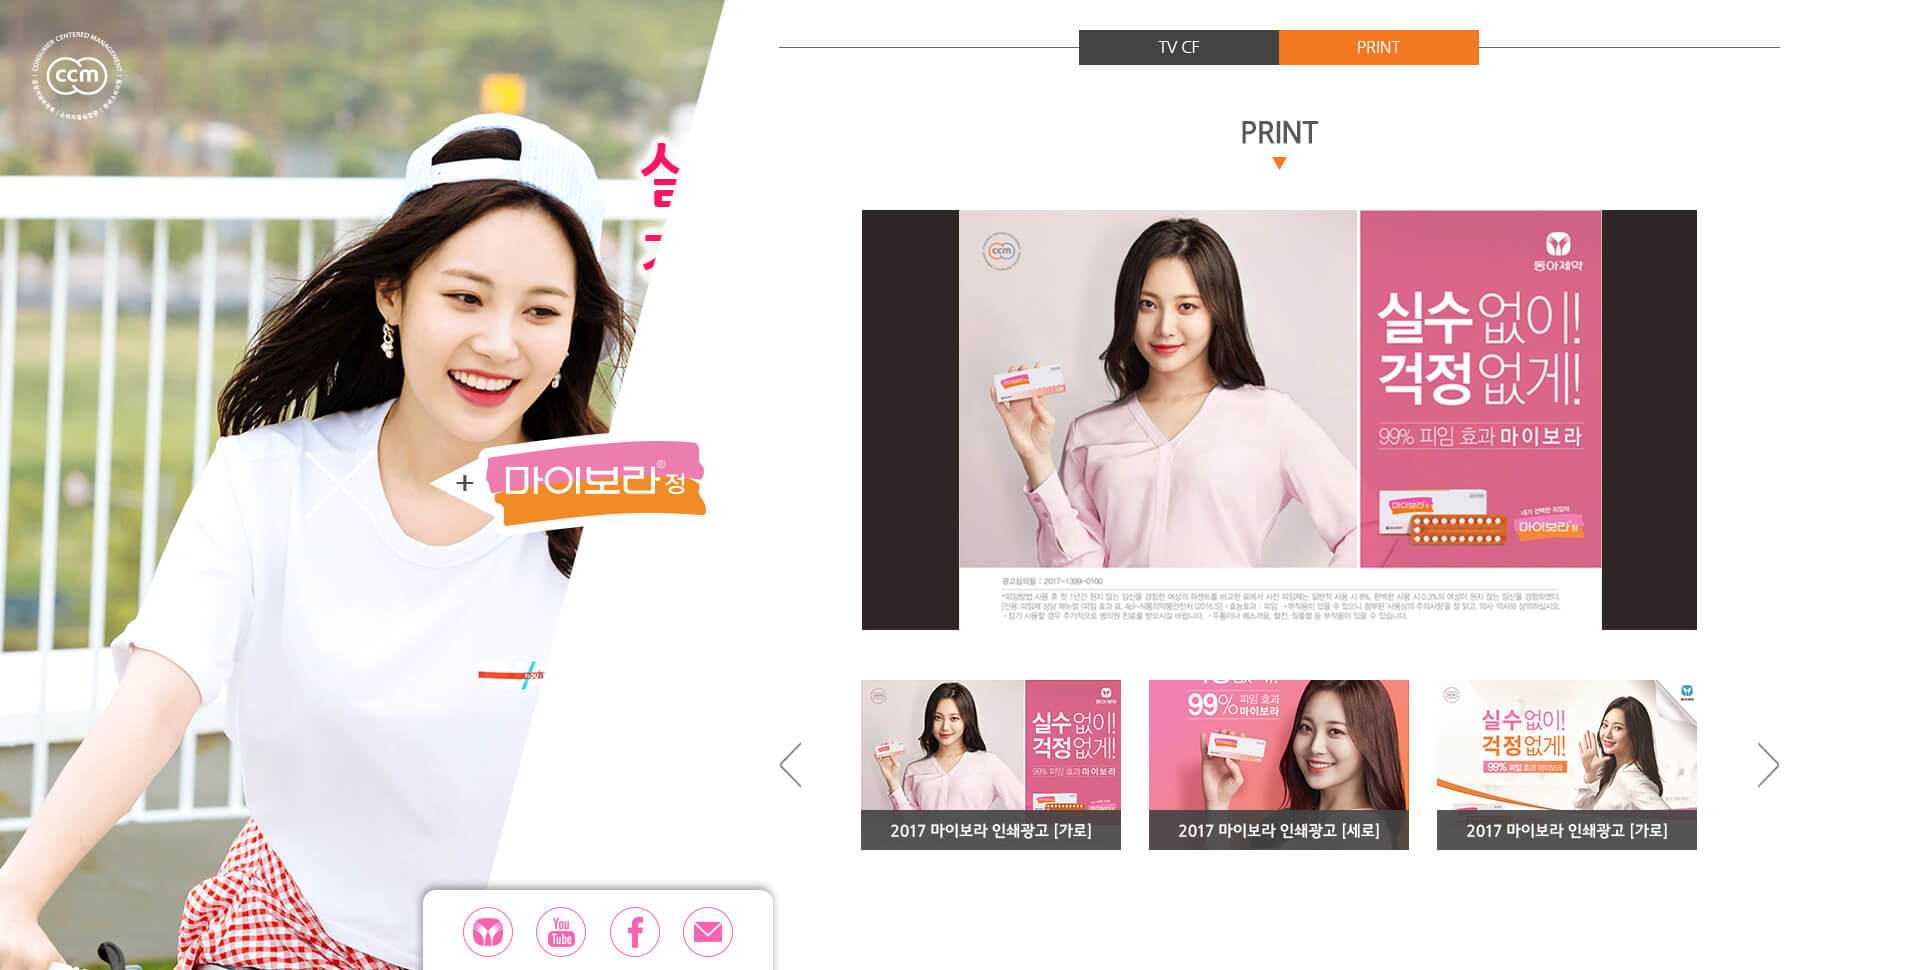 CONSUMER CENTERED MANAGEMENT
ccm
마이보라® 정
You
Tube
TV CF
PRINT
PRINT
ccm
동아제약
실수 없이!
걱정 없게!
99% 피임 효과 마이보라
내가 선택한 피임약
마이보라 정
광고심의필 : 2017-1399-0100
실수 없이!
걱정 없게!
99% 피임 효과 마이보라
2017 마이보라 인쇄광고 [가로]
99% 피임 효과
마이보라
2017 마이보라 인쇄광고 [세로]
실수 없이!
걱정 없게!
99% 피임 효과 마이보라
2017 마이보라 인쇄광고 [가로]